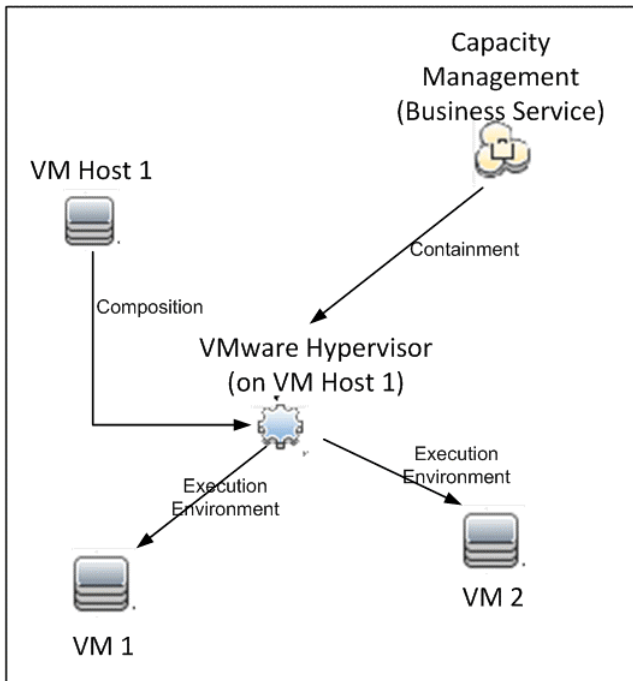 Capacity
Management
(Business Service)
VM Host 1
Containment
Composition
VMware Hypervisor
(on VM Host 1)
Execution
Environment
Execution
Environment
VM 2
VM 1